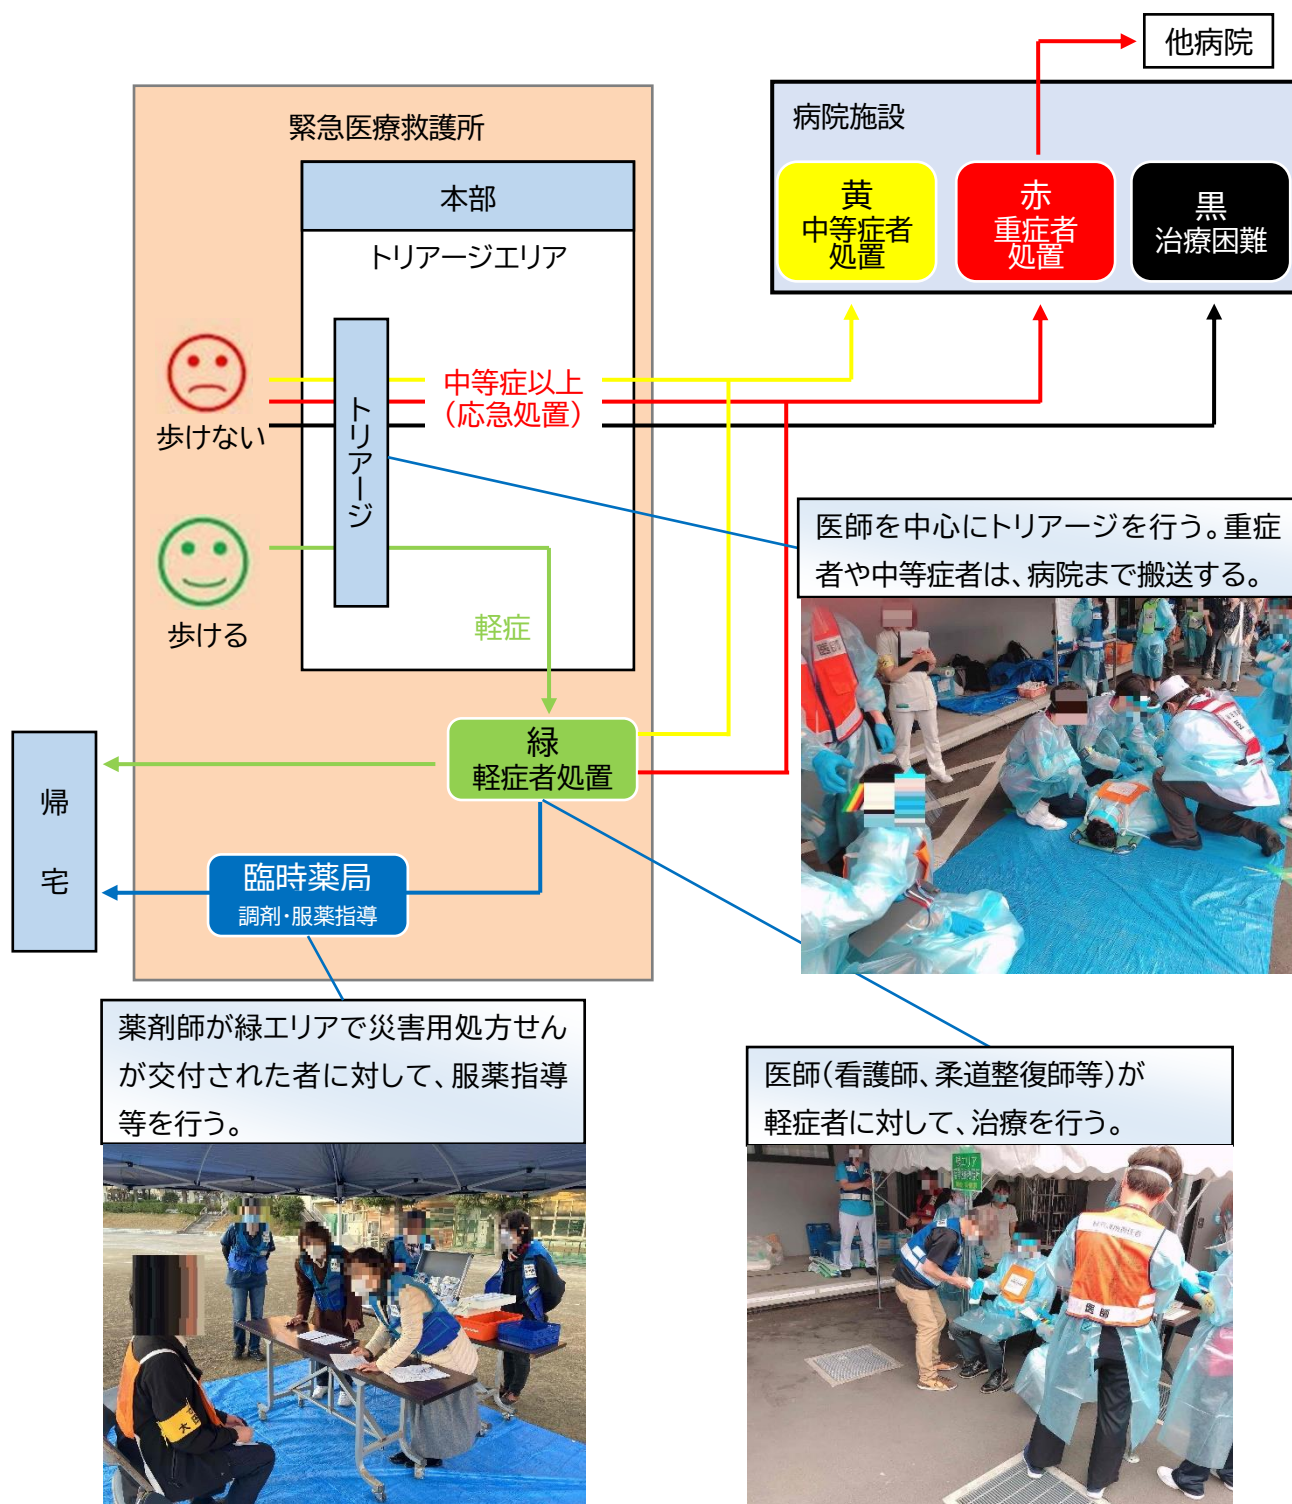 他病院
緊急医療救護所
病院施設
本部
トリアージエリア
黄
中等症者
処置
赤
重症者
処置
黒
治療困難
歩けない
トリアージ
中等症以上
(応急処置)
歩ける
軽症
医師を中心にトリアージを行う。重症
者や中等症者は、病院まで搬送する。
緑
軽症者処置
帰宅
臨時薬局
調剤・服薬指導
薬剤師が緑エリアで災害用処方せん
が交付された者に対して、服薬指導
等を行う。
医師(看護師、柔道整復師等)が
軽症者に対して、治療を行う。
医師
医師